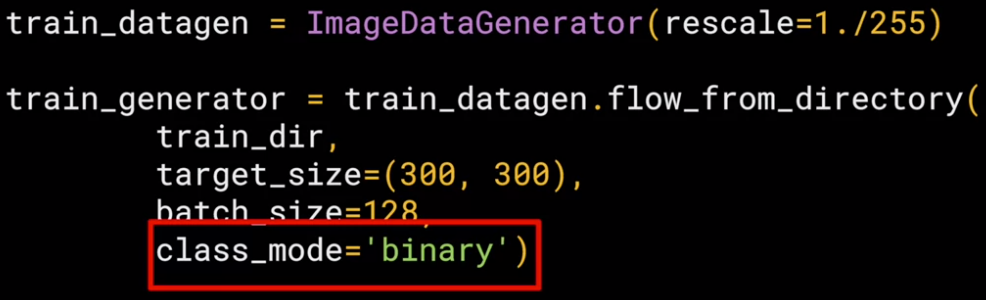 train_datagen = ImageDataGenerator(rescale=1./255)
train_generator = train_datagen.flow_from_directory(
train_dir,
target_size=(300, 300),
batch_size=128,
class_mode='binary')